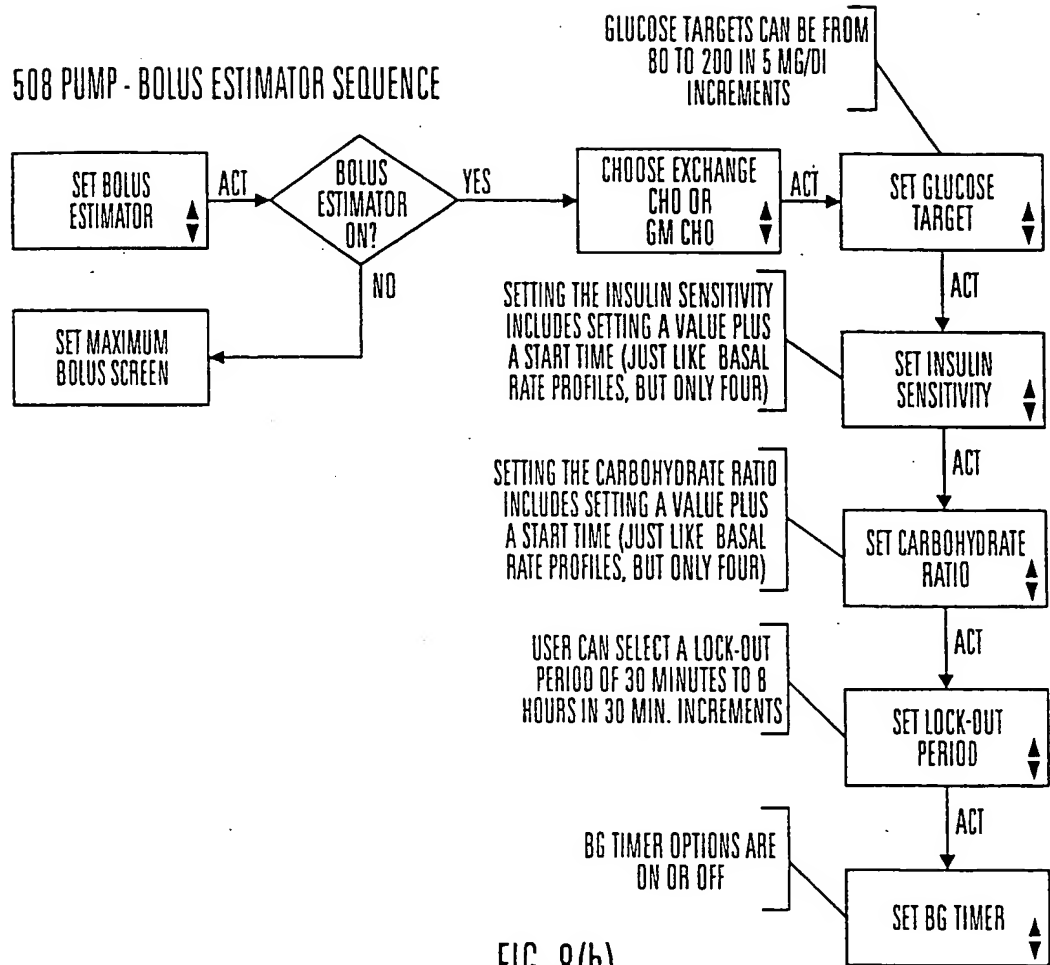 GLUCOSE TARGETS CAN BE FROM
80 TO 200 IN 5 MG/Dl
INCREMENTS
508 PUMP - BOLUS ESTIMATOR SEQUENCE
SET BOLUS
ESTIMATOR
ACT
BOLUS
ESTIMATOR
ON?
YES
CHOOSE EXCHANGE
CHO OR
GM CHO
ACT
SET GLUCOSE
TARGET
NO
SET MAXIMUM
BOLUS SCREEN
ACT
SETTING THE INSULIN SENSITIVITY
INCLUDES SETTING A VALUE PLUS
A START TIME (JUST LIKE BASAL
RATE PROFILES, BUT ONLY FOUR)
SET INSULIN
SENSITIVITY
ACT
SETTING THE CARBOHYDRATE RATIO
INCLUDES SETTING A VALUE PLUS
A START TIME (JUST LIKE BASAL
RATE PROFILES, BUT ONLY FOUR)
SET CARBOHYDRATE
RATIO
ACT
USER CAN SELECT A LOCK-OUT
PERIOD OF 30 MINUTES TO 8
HOURS IN 30 MIN. INCREMENTS
SET LOCK-OUT
PERIOD
ACT
BG TIMER OPTIONS ARE
ON OR OFF
SET BG TIMER